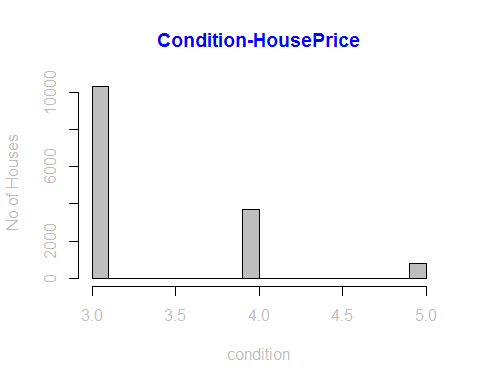 Condition-HousePrice
No of Houses
10000
6000
2000
0
3.0 3.5 4.0 4.5 5.0
condition